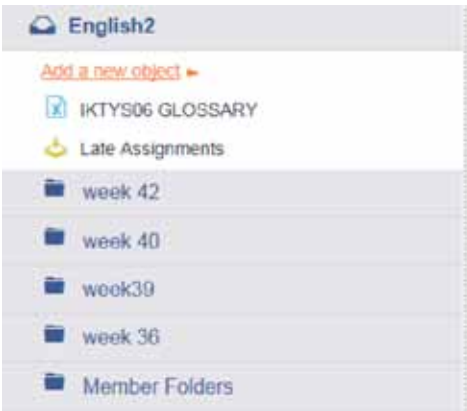 English2
Add a new object
IKTYS06 GLOSSARY
Late Assignments
week 42
week 40
week39
week 36
Member Folders